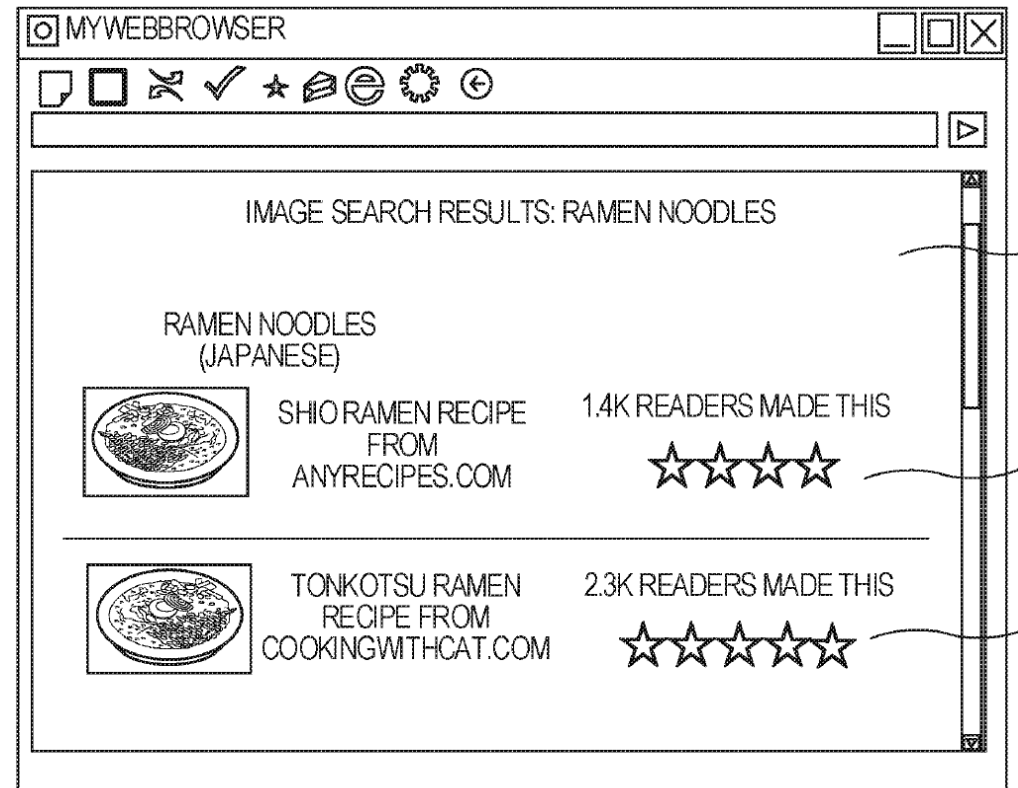 MYWEBBROWSER
IMAGE SEARCH RESULTS: RAMEN NOODLES
RAMEN NOODLES
(JAPANESE)
SHIO RAMEN RECIPE
FROM
ANYRECIPES.COM
1.4K READERS MADE THIS
TONKOTSU RAMEN
RECIPE FROM
COOKINGWITHCAT.COM
2.3K READERS MADE THIS